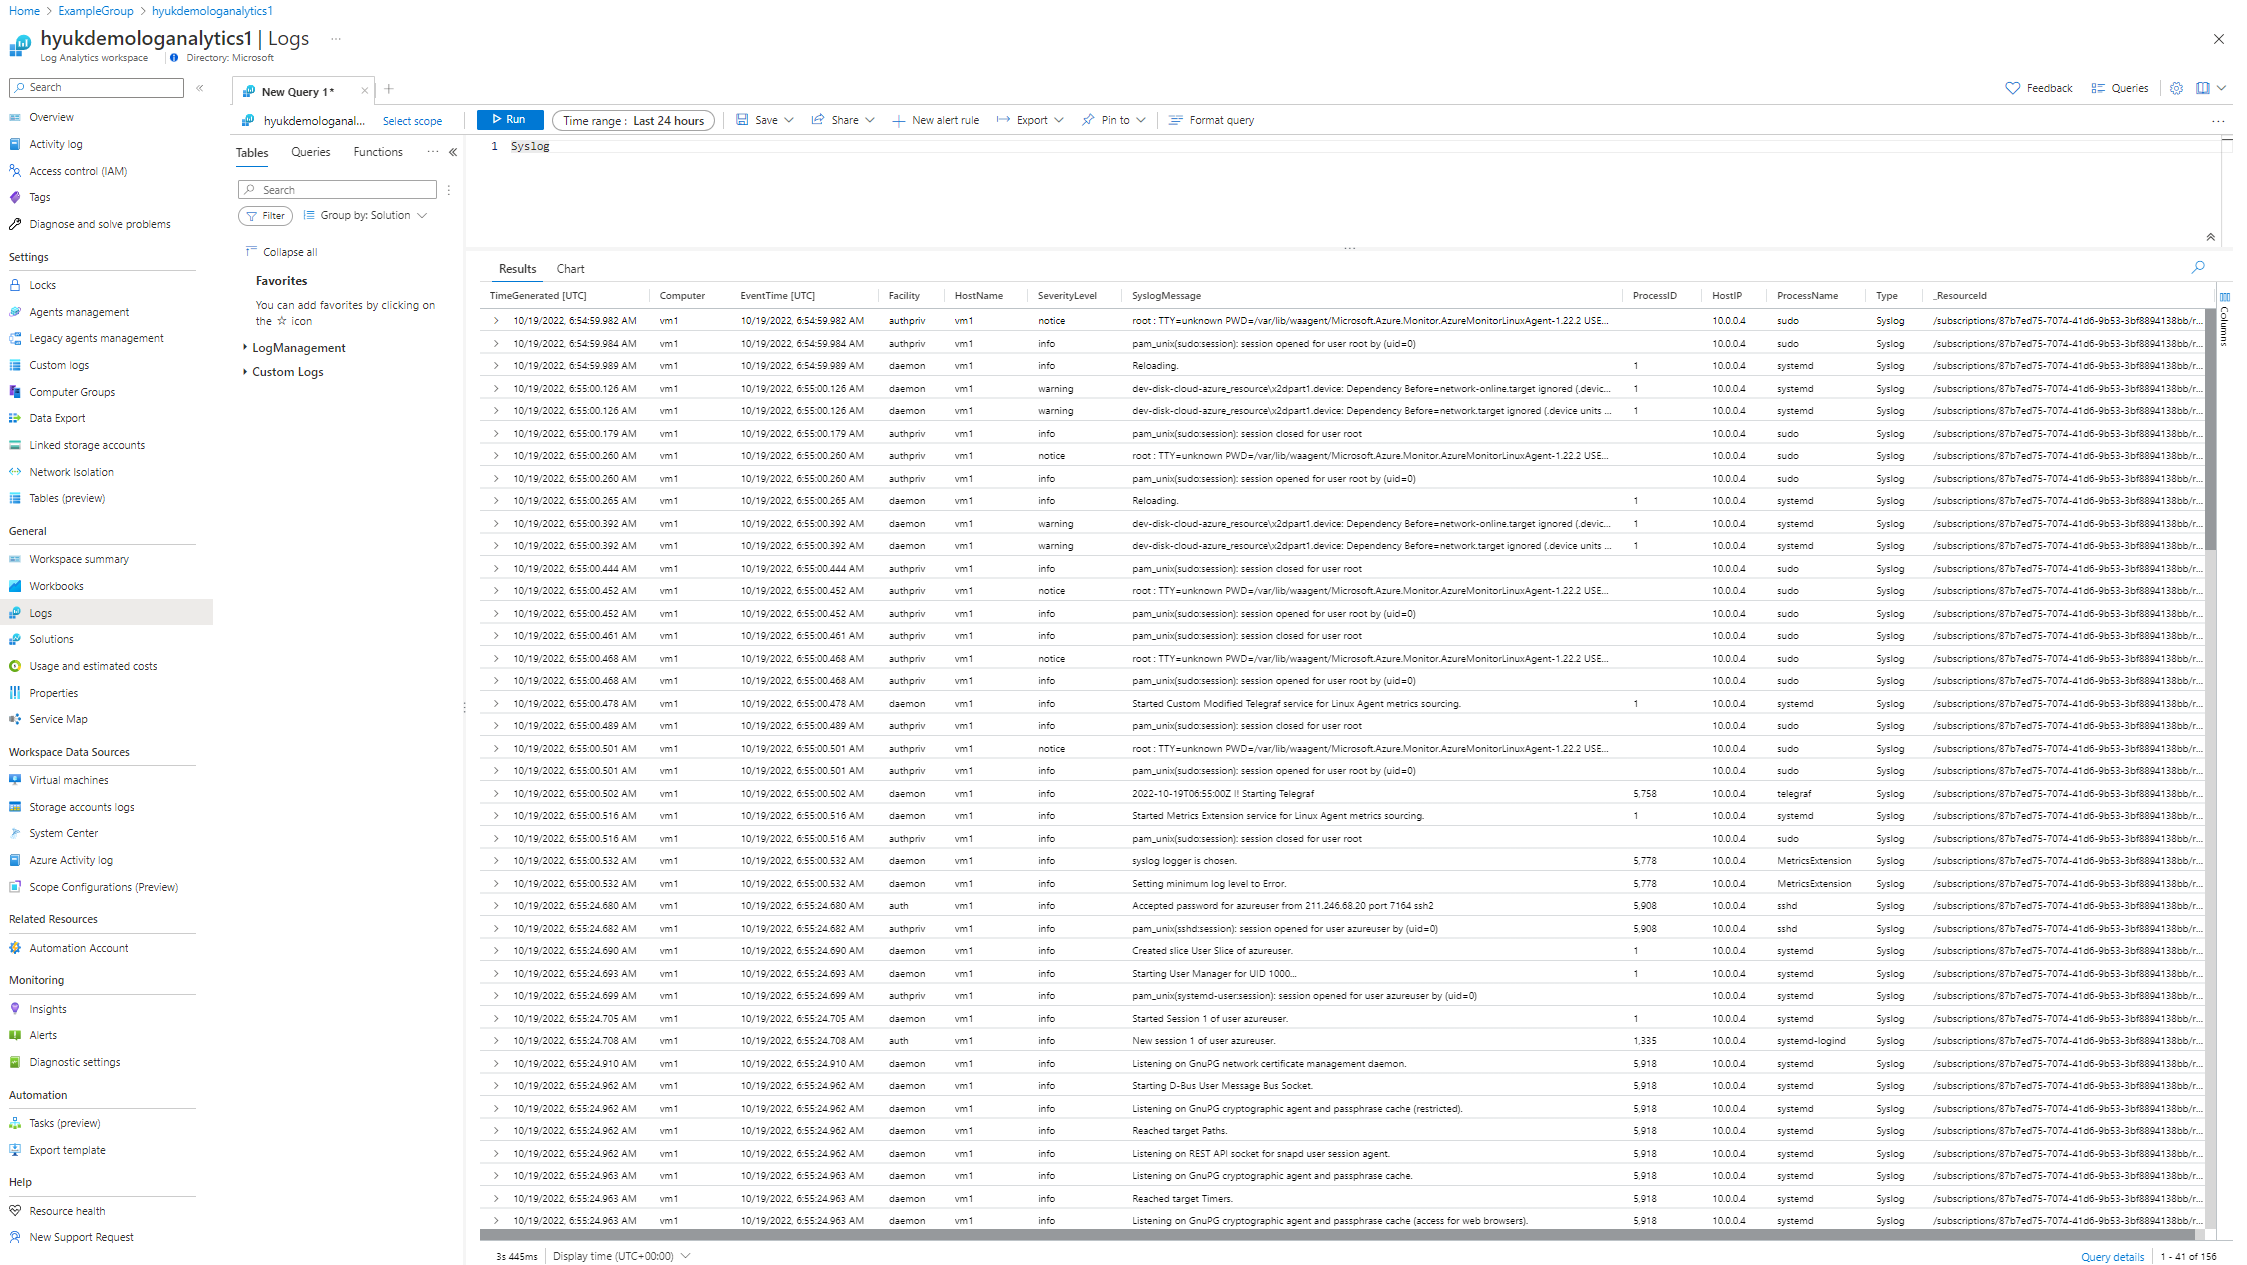 Home > ExampleGroup > hyukdemologanalytics1
hyukdemologanalytics1 | Logs ...
Log Analytics workspace | Directory: Microsoft
Search
Overview
Activity log
Access control (IAM)
Tags
Diagnose and solve problems
Settings
Locks
Agents management
Legacy agents management
Custom logs
Computer Groups
Data Export
Linked storage accounts
Network Isolation
Tables (preview)
General
Workspace summary
Workbooks
Logs
Solutions
Usage and estimated costs
Properties
Service Map
Workspace Data Sources
Virtual machines
Storage accounts logs
System Center
Azure Activity log
Scope Configurations (Preview)
Related Resources
Automation Account
Monitoring
Insights
Alerts
Diagnostic settings
Automation
Tasks (preview)
Export template
Help
Resource health
New Support Request
New Query 1*
Feedback Queries
hyukdemologanal... Select scope Run Time range : Last 24 hours Save Share New alert rule Export Pin to Format query
Tables Queries Functions ...
Search
Filter Group by: Solution
Collapse all
Favorites
You can add favorites by clicking on
the ☆ icon
LogManagement
Custom Logs
1 Syslog
Results Chart
TimeGenerated [UTC] Computer EventTime [UTC] Facility HostName SeverityLevel SyslogMessage ProcessID HostIP ProcessName Type _ResourceId
10/19/2022, 6:54:59.982 AM vm1 10/19/2022, 6:54:59.982 AM authpriv vm1 notice root : TTY=unknown PWD=/var/lib/waagent/Microsoft.Azure.Monitor.AzureMonitorLinuxAgent-1.22.2 USE... 10.0.0.4 sudo Syslog /subscriptions/87b7ed75-7074-41d6-9b53-3bf8894138bb/r...
10/19/2022, 6:54:59.984 AM vm1 10/19/2022, 6:54:59.984 AM authpriv vm1 info pam_unix(sudo:session): session opened for user root by (uid=0) 10.0.0.4 sudo Syslog /subscriptions/87b7ed75-7074-41d6-9b53-3bf8894138bb/r...
10/19/2022, 6:54:59.989 AM vm1 10/19/2022, 6:54:59.989 AM daemon vm1 info Reloading. 1 10.0.0.4 systemd Syslog /subscriptions/87b7ed75-7074-41d6-9b53-3bf8894138bb/r...
10/19/2022, 6:55:00.126 AM vm1 10/19/2022, 6:55:00.126 AM daemon vm1 warning dev-disk-cloud-azure_resource\x2dpart1.device: Dependency Before=network-online.target ignored (.devic... 1 10.0.0.4 systemd Syslog /subscriptions/87b7ed75-7074-41d6-9b53-3bf8894138bb/r...
10/19/2022, 6:55:00.126 AM vm1 10/19/2022, 6:55:00.126 AM daemon vm1 warning dev-disk-cloud-azure_resource\x2dpart1.device: Dependency Before=network.target ignored (.device units ... 1 10.0.0.4 systemd Syslog /subscriptions/87b7ed75-7074-41d6-9b53-3bf8894138bb/r...
10/19/2022, 6:55:00.179 AM vm1 10/19/2022, 6:55:00.179 AM authpriv vm1 info pam_unix(sudo:session): session closed for user root 10.0.0.4 sudo Syslog /subscriptions/87b7ed75-7074-41d6-9b53-3bf8894138bb/r...
10/19/2022, 6:55:00.260 AM vm1 10/19/2022, 6:55:00.260 AM authpriv vm1 notice root : TTY=unknown PWD=/var/lib/waagent/Microsoft.Azure.Monitor.AzureMonitorLinuxAgent-1.22.2 USE... 10.0.0.4 sudo Syslog /subscriptions/87b7ed75-7074-41d6-9b53-3bf8894138bb/r...
10/19/2022, 6:55:00.260 AM vm1 10/19/2022, 6:55:00.260 AM authpriv vm1 info pam_unix(sudo:session): session opened for user root by (uid=0) 10.0.0.4 sudo Syslog /subscriptions/87b7ed75-7074-41d6-9b53-3bf8894138bb/r...
10/19/2022, 6:55:00.265 AM vm1 10/19/2022, 6:55:00.265 AM daemon vm1 info Reloading. 1 10.0.0.4 systemd Syslog /subscriptions/87b7ed75-7074-41d6-9b53-3bf8894138bb/r...
10/19/2022, 6:55:00.392 AM vm1 10/19/2022, 6:55:00.392 AM daemon vm1 warning dev-disk-cloud-azure_resource\x2dpart1.device: Dependency Before=network-online.target ignored (.devic... 1 10.0.0.4 systemd Syslog /subscriptions/87b7ed75-7074-41d6-9b53-3bf8894138bb/r...
10/19/2022, 6:55:00.392 AM vm1 10/19/2022, 6:55:00.392 AM daemon vm1 warning dev-disk-cloud-azure_resource\x2dpart1.device: Dependency Before=network.target ignored (.device units ... 1 10.0.0.4 systemd Syslog /subscriptions/87b7ed75-7074-41d6-9b53-3bf8894138bb/r...
10/19/2022, 6:55:00.444 AM vm1 10/19/2022, 6:55:00.444 AM authpriv vm1 info pam_unix(sudo:session): session closed for user root 10.0.0.4 sudo Syslog /subscriptions/87b7ed75-7074-41d6-9b53-3bf8894138bb/r...
10/19/2022, 6:55:00.452 AM vm1 10/19/2022, 6:55:00.452 AM authpriv vm1 notice root : TTY=unknown PWD=/var/lib/waagent/Microsoft.Azure.Monitor.AzureMonitorLinuxAgent-1.22.2 USE... 10.0.0.4 sudo Syslog /subscriptions/87b7ed75-7074-41d6-9b53-3bf8894138bb/r...
10/19/2022, 6:55:00.452 AM vm1 10/19/2022, 6:55:00.452 AM authpriv vm1 info pam_unix(sudo:session): session opened for user root by (uid=0) 10.0.0.4 sudo Syslog /subscriptions/87b7ed75-7074-41d6-9b53-3bf8894138bb/r...
10/19/2022, 6:55:00.461 AM vm1 10/19/2022, 6:55:00.461 AM authpriv vm1 info pam_unix(sudo:session): session closed for user root 10.0.0.4 sudo Syslog /subscriptions/87b7ed75-7074-41d6-9b53-3bf8894138bb/r...
10/19/2022, 6:55:00.468 AM vm1 10/19/2022, 6:55:00.468 AM authpriv vm1 notice root : TTY=unknown PWD=/var/lib/waagent/Microsoft.Azure.Monitor.AzureMonitorLinuxAgent-1.22.2 USE... 10.0.0.4 sudo Syslog /subscriptions/87b7ed75-7074-41d6-9b53-3bf8894138bb/r...
10/19/2022, 6:55:00.468 AM vm1 10/19/2022, 6:55:00.468 AM authpriv vm1 info pam_unix(sudo:session): session opened for user root by (uid=0) 10.0.0.4 sudo Syslog /subscriptions/87b7ed75-7074-41d6-9b53-3bf8894138bb/r...
10/19/2022, 6:55:00.478 AM vm1 10/19/2022, 6:55:00.478 AM daemon vm1 info Started Custom Modified Telegraf service for Linux Agent metrics sourcing. 1 10.0.0.4 systemd Syslog /subscriptions/87b7ed75-7074-41d6-9b53-3bf8894138bb/r...
10/19/2022, 6:55:00.489 AM vm1 10/19/2022, 6:55:00.489 AM authpriv vm1 info pam_unix(sudo:session): session closed for user root 10.0.0.4 sudo Syslog /subscriptions/87b7ed75-7074-41d6-9b53-3bf8894138bb/r...
10/19/2022, 6:55:00.501 AM vm1 10/19/2022, 6:55:00.501 AM authpriv vm1 notice root : TTY=unknown PWD=/var/lib/waagent/Microsoft.Azure.Monitor.AzureMonitorLinuxAgent-1.22.2 USE... 10.0.0.4 sudo Syslog /subscriptions/87b7ed75-7074-41d6-9b53-3bf8894138bb/r...
10/19/2022, 6:55:00.501 AM vm1 10/19/2022, 6:55:00.501 AM authpriv vm1 info pam_unix(sudo:session): session opened for user root by (uid=0) 10.0.0.4 sudo Syslog /subscriptions/87b7ed75-7074-41d6-9b53-3bf8894138bb/r...
10/19/2022, 6:55:00.502 AM vm1 10/19/2022, 6:55:00.502 AM daemon vm1 info 2022-10-19T06:55:00Z I! Starting Telegraf 5,758 10.0.0.4 telegraf Syslog /subscriptions/87b7ed75-7074-41d6-9b53-3bf8894138bb/r...
10/19/2022, 6:55:00.516 AM vm1 10/19/2022, 6:55:00.516 AM daemon vm1 info Started Metrics Extension service for Linux Agent metrics sourcing. 1 10.0.0.4 systemd Syslog /subscriptions/87b7ed75-7074-41d6-9b53-3bf8894138bb/r...
10/19/2022, 6:55:00.516 AM vm1 10/19/2022, 6:55:00.516 AM authpriv vm1 info pam_unix(sudo:session): session closed for user root 10.0.0.4 sudo Syslog /subscriptions/87b7ed75-7074-41d6-9b53-3bf8894138bb/r...
10/19/2022, 6:55:00.532 AM vm1 10/19/2022, 6:55:00.532 AM daemon vm1 info syslog logger is chosen. 5,778 10.0.0.4 MetricsExtension Syslog /subscriptions/87b7ed75-7074-41d6-9b53-3bf8894138bb/r...
10/19/2022, 6:55:00.532 AM vm1 10/19/2022, 6:55:00.532 AM daemon vm1 info Setting minimum log level to Error. 5,778 10.0.0.4 MetricsExtension Syslog /subscriptions/87b7ed75-7074-41d6-9b53-3bf8894138bb/r...
10/19/2022, 6:55:24.680 AM vm1 10/19/2022, 6:55:24.680 AM auth vm1 info Accepted password for azureuser from 211.246.68.20 port 7164 ssh2 5,908 10.0.0.4 sshd Syslog /subscriptions/87b7ed75-7074-41d6-9b53-3bf8894138bb/r...
10/19/2022, 6:55:24.682 AM vm1 10/19/2022, 6:55:24.682 AM authpriv vm1 info pam_unix(sshd:session): session opened for user azureuser by (uid=0) 5,908 10.0.0.4 sshd Syslog /subscriptions/87b7ed75-7074-41d6-9b53-3bf8894138bb/r...
10/19/2022, 6:55:24.690 AM vm1 10/19/2022, 6:55:24.690 AM daemon vm1 info Created slice User Slice of azureuser. 1 10.0.0.4 systemd Syslog /subscriptions/87b7ed75-7074-41d6-9b53-3bf8894138bb/r...
10/19/2022, 6:55:24.693 AM vm1 10/19/2022, 6:55:24.693 AM daemon vm1 info Starting User Manager for UID 1000... 1 10.0.0.4 systemd Syslog /subscriptions/87b7ed75-7074-41d6-9b53-3bf8894138bb/r...
10/19/2022, 6:55:24.699 AM vm1 10/19/2022, 6:55:24.699 AM authpriv vm1 info pam_unix(systemd-user:session): session opened for user azureuser by (uid=0) 10.0.0.4 systemd Syslog /subscriptions/87b7ed75-7074-41d6-9b53-3bf8894138bb/r...
10/19/2022, 6:55:24.705 AM vm1 10/19/2022, 6:55:24.705 AM daemon vm1 info Started Session 1 of user azureuser. 1 10.0.0.4 systemd Syslog /subscriptions/87b7ed75-7074-41d6-9b53-3bf8894138bb/r...
10/19/2022, 6:55:24.708 AM vm1 10/19/2022, 6:55:24.708 AM auth vm1 info New session 1 of user azureuser. 1,335 10.0.0.4 systemd-logind Syslog /subscriptions/87b7ed75-7074-41d6-9b53-3bf8894138bb/r...
10/19/2022, 6:55:24.910 AM vm1 10/19/2022, 6:55:24.910 AM daemon vm1 info Listening on GnuPG network certificate management daemon. 5,918 10.0.0.4 systemd Syslog /subscriptions/87b7ed75-7074-41d6-9b53-3bf8894138bb/r...
10/19/2022, 6:55:24.962 AM vm1 10/19/2022, 6:55:24.962 AM daemon vm1 info Starting D-Bus User Message Bus Socket. 5,918 10.0.0.4 systemd Syslog /subscriptions/87b7ed75-7074-41d6-9b53-3bf8894138bb/r...
10/19/2022, 6:55:24.962 AM vm1 10/19/2022, 6:55:24.962 AM daemon vm1 info Listening on GnuPG cryptographic agent and passphrase cache (restricted). 5,918 10.0.0.4 systemd Syslog /subscriptions/87b7ed75-7074-41d6-9b53-3bf8894138bb/r...
10/19/2022, 6:55:24.962 AM vm1 10/19/2022, 6:55:24.962 AM daemon vm1 info Reached target Paths. 5,918 10.0.0.4 systemd Syslog /subscriptions/87b7ed75-7074-41d6-9b53-3bf8894138bb/r...
10/19/2022, 6:55:24.962 AM vm1 10/19/2022, 6:55:24.962 AM daemon vm1 info Listening on REST API socket for snapd user session agent. 5,918 10.0.0.4 systemd Syslog /subscriptions/87b7ed75-7074-41d6-9b53-3bf8894138bb/r...
10/19/2022, 6:55:24.963 AM vm1 10/19/2022, 6:55:24.963 AM daemon vm1 info Listening on GnuPG cryptographic agent and passphrase cache. 5,918 10.0.0.4 systemd Syslog /subscriptions/87b7ed75-7074-41d6-9b53-3bf8894138bb/r...
10/19/2022, 6:55:24.963 AM vm1 10/19/2022, 6:55:24.963 AM daemon vm1 info Reached target Timers. 5,918 10.0.0.4 systemd Syslog /subscriptions/87b7ed75-7074-41d6-9b53-3bf8894138bb/r...
10/19/2022, 6:55:24.963 AM vm1 10/19/2022, 6:55:24.963 AM daemon vm1 info Listening on GnuPG cryptographic agent and passphrase cache (access for web browsers). 5,918 10.0.0.4 systemd Syslog /subscriptions/87b7ed75-7074-41d6-9b53-3bf8894138bb/r...
Columns
3s 445ms Display time (UTC+00:00) Query details 1 - 41 of 156